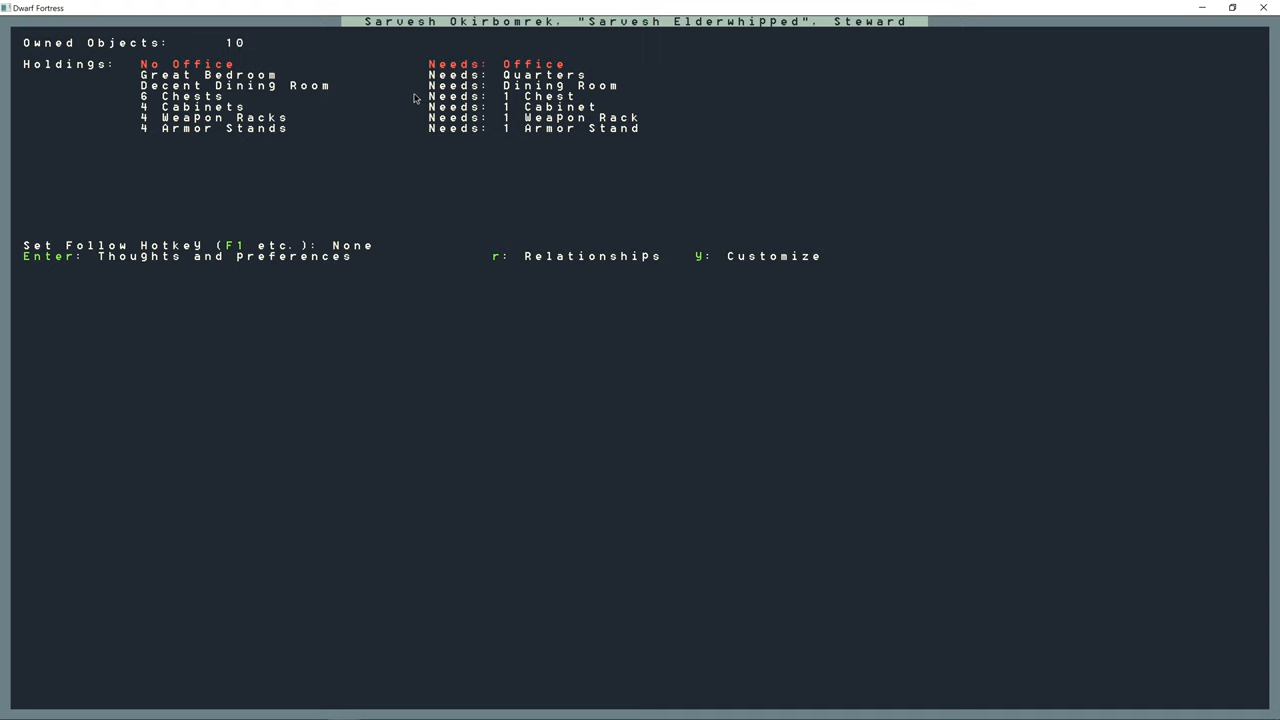 Dwarf Fortress
Sarvesh Okirbomrek, "Sarvesh Elderwhipped", Steward
Owned Objects: 10
Holdings: No Office Needs: Office
Great Bedroom Needs: Quarters
Decent Dining Room Needs: Dining Room
6 Chests Needs: 1 Chest
4 Cabinets Needs: 1 Cabinet
4 Weapon Racks Needs: 1 Weapon Rack
4 Armor Stands Needs: 1 Armor Stand
Set Follow Hotkey (F1 etc.): None
Enter: Thoughts and Preferences r: Relationships y: Customize